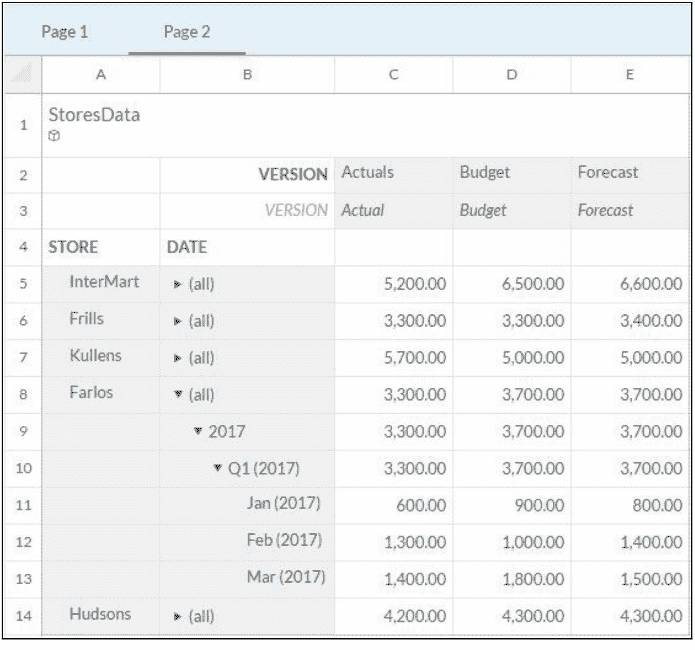 Page 1 Page 2
A B C D E
1 StoresData
2 VERSION Actuals Budget Forecast
3 VERSION Actual Budget Forecast
4 STORE DATE
5 InterMart (all) 5,200.00 6,500.00 6,600.00
6 Frills (all) 3,300.00 3,300.00 3,400.00
7 Kullens (all) 5,700.00 5,000.00 5,000.00
8 Farlos (all) 3,300.00 3,700.00 3,700.00
9 2017 3,300.00 3,700.00 3,700.00
10 Q1 (2017) 3,300.00 3,700.00 3,700.00
11 Jan (2017) 600.00 900.00 800.00
12 Feb (2017) 1,300.00 1,000.00 1,400.00
13 Mar (2017) 1,400.00 1,800.00 1,500.00
14 Hudsons (all) 4,200.00 4,300.00 4,300.00